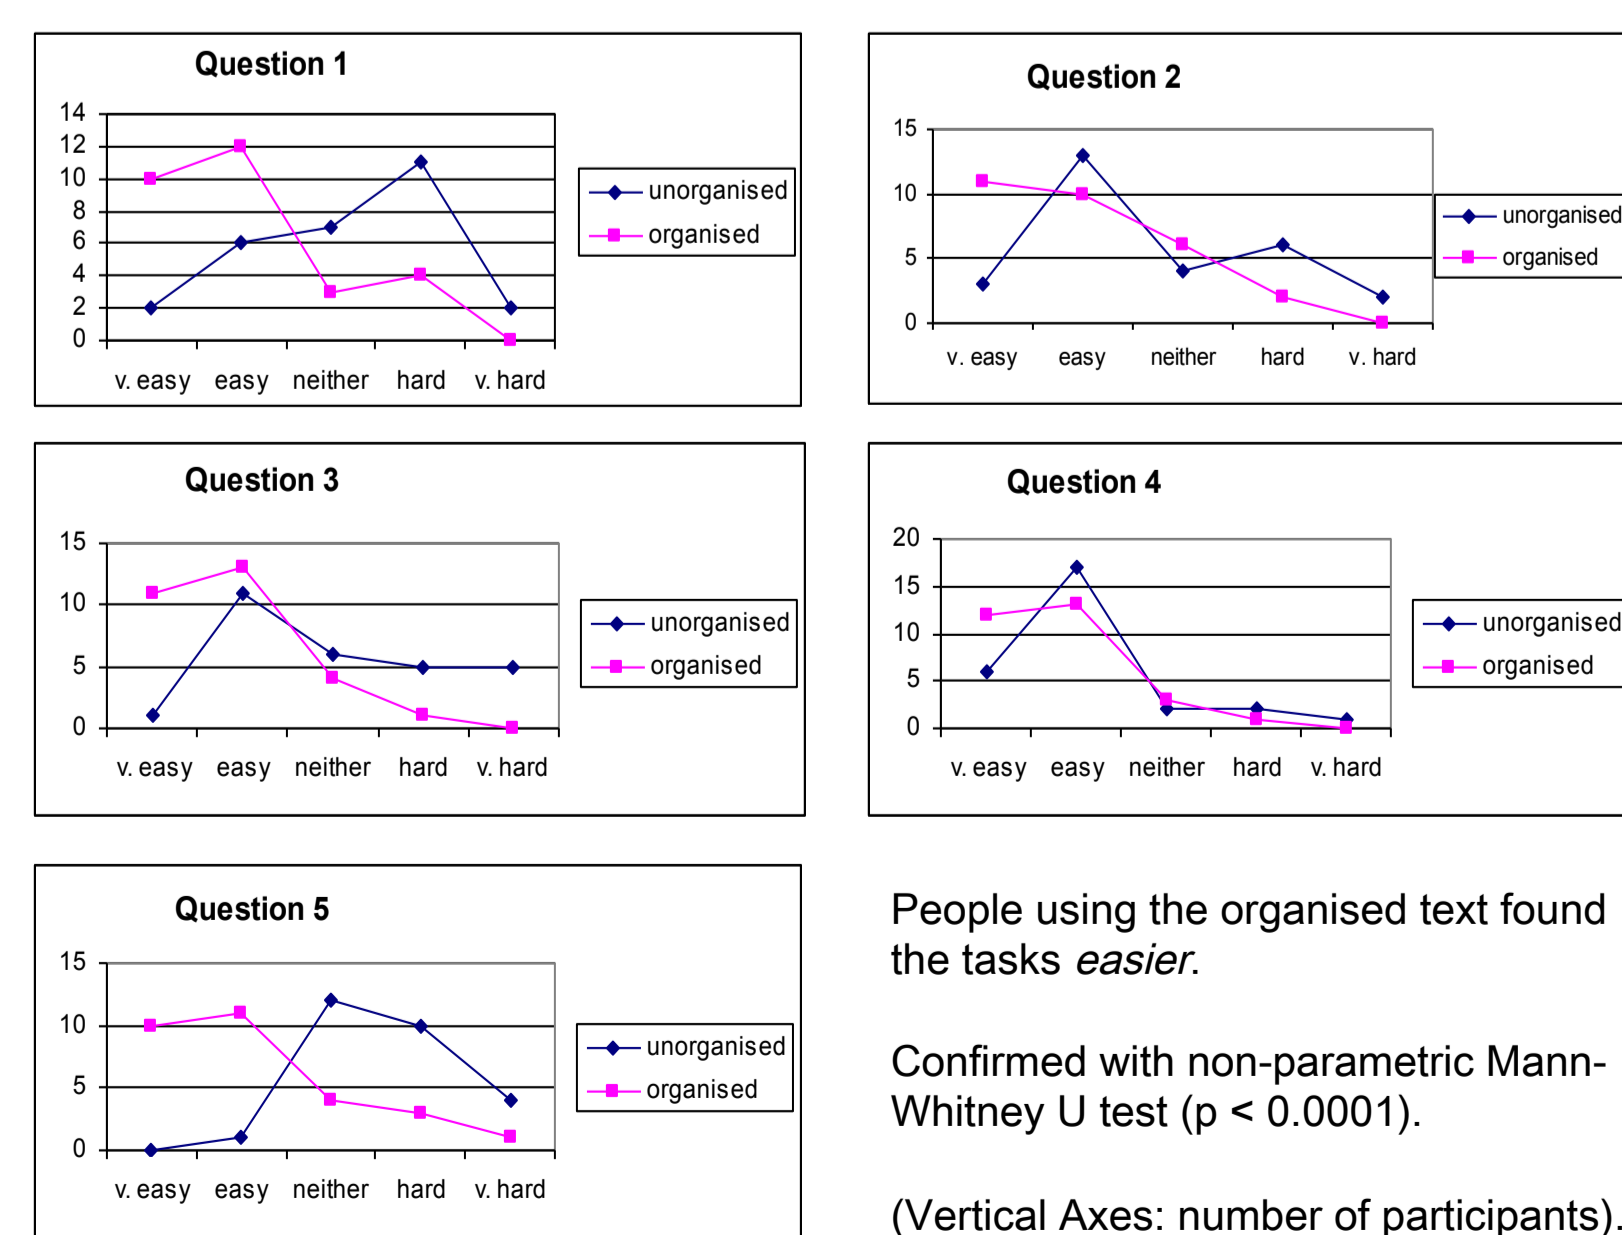 Question 1
14
12
10
8
6
4
2
0
v. easy easy neither hard v. hard
unorganised
organised
Question 2
15
10
5
0
v. easy easy neither hard v. hard
unorganised
organised
Question 3
15
10
5
0
v. easy easy neither hard v. hard
unorganised
organised
Question 4
20
15
10
5
0
v. easy easy neither hard v. hard
unorganised
organised
Question 5
15
10
5
0
v. easy easy neither hard v. hard
unorganised
organised
People using the organised text found
the tasks easier.
Confirmed with non-parametric Mann-
Whitney U test (p < 0.0001).
(Vertical Axes: number of participants).